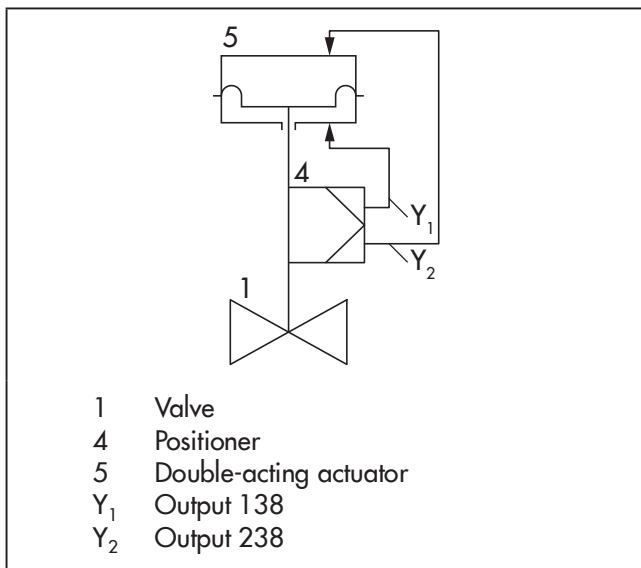 5
4
Y₁
Y₂
1
1 Valve
4 Positioner
5 Double-acting actuator
Y₁ Output 138
Y₂ Output 238